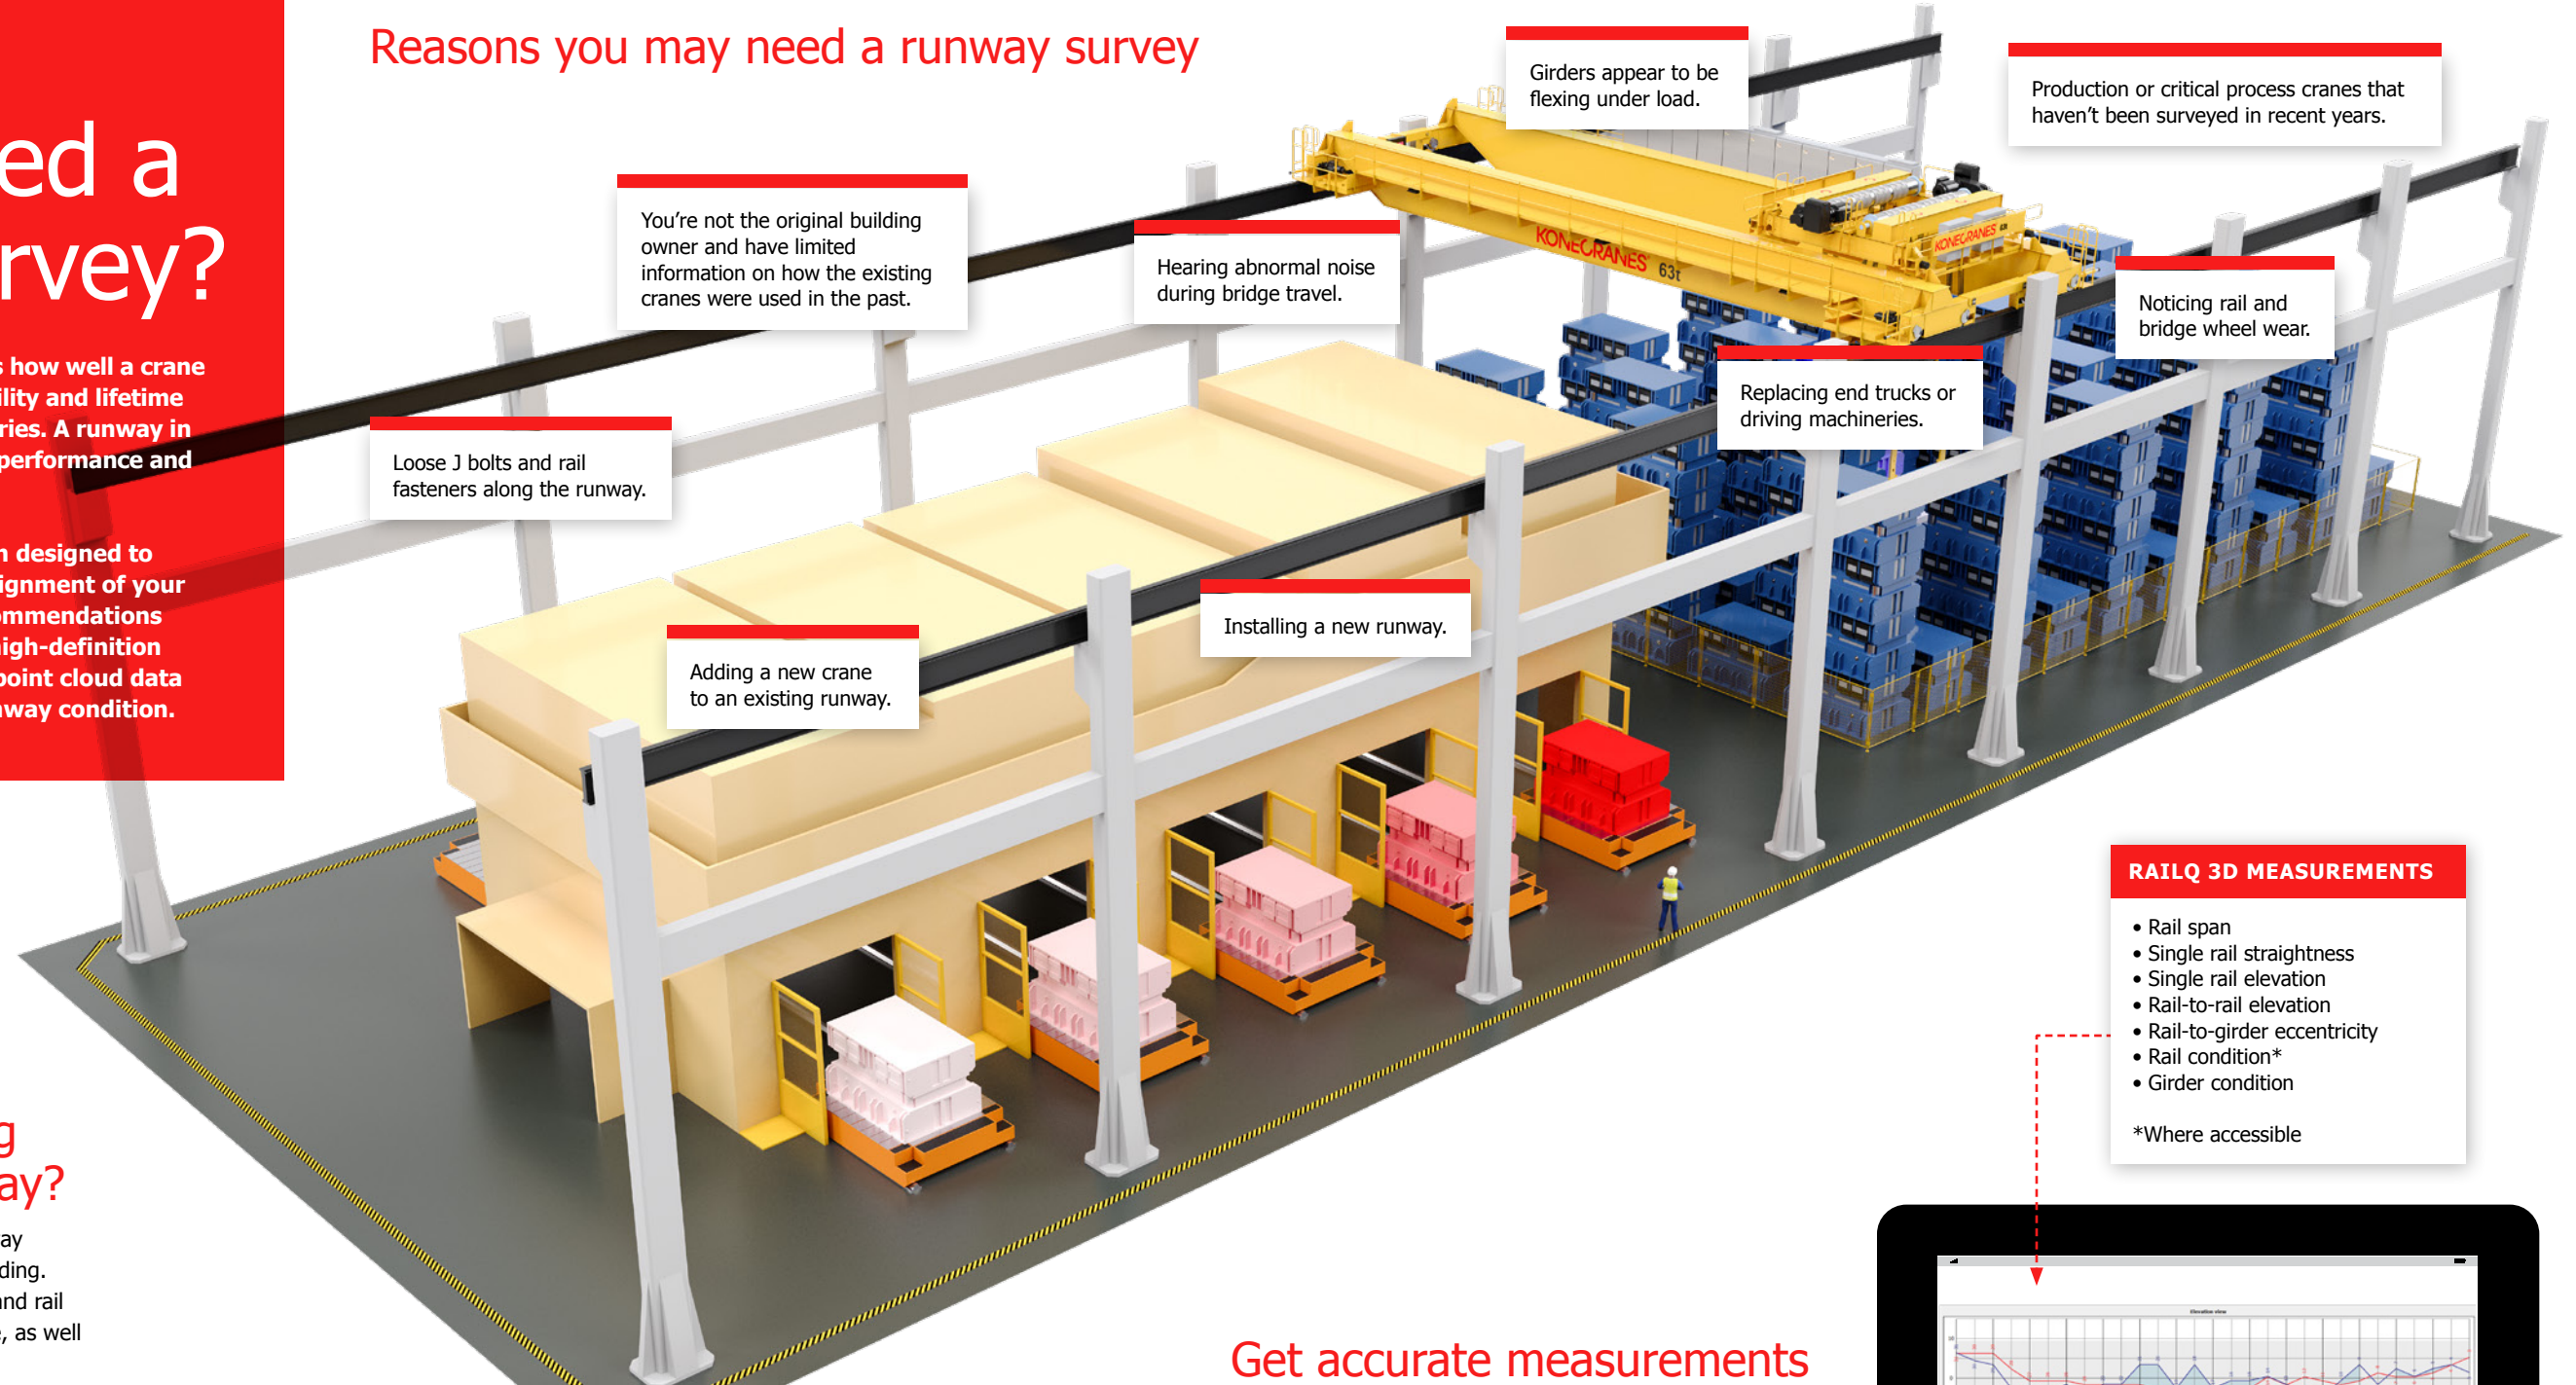 ed a
rvey?
s how well a crane
ility and lifetime
ries. A runway in
performance and
n designed to
ignment of your
ommendations
igh-definition
point cloud data
way condition.
g
ay?
ay
ding.
and rail
e, as well
Reasons you may need a runway survey
Girders appear to be
flexing under load.
Production or critical process cranes that
haven't been surveyed in recent years.
You're not the original building
owner and have limited
information on how the existing
cranes were used in the past.
Hearing abnormal noise
during bridge travel.
KONECRANES 63t
KONECRANES
Noticing rail and
bridge wheel wear.
Replacing end trucks or
driving machineries.
Loose J bolts and rail
fasteners along the runway.
Installing a new runway.
Adding a new crane
to an existing runway.
RAILQ 3D MEASUREMENTS
• Rail span
• Single rail straightness
• Single rail elevation
• Rail-to-rail elevation
• Rail-to-girder eccentricity
• Rail condition*
• Girder condition
*Where accessible
Get accurate measurements
Elevation view